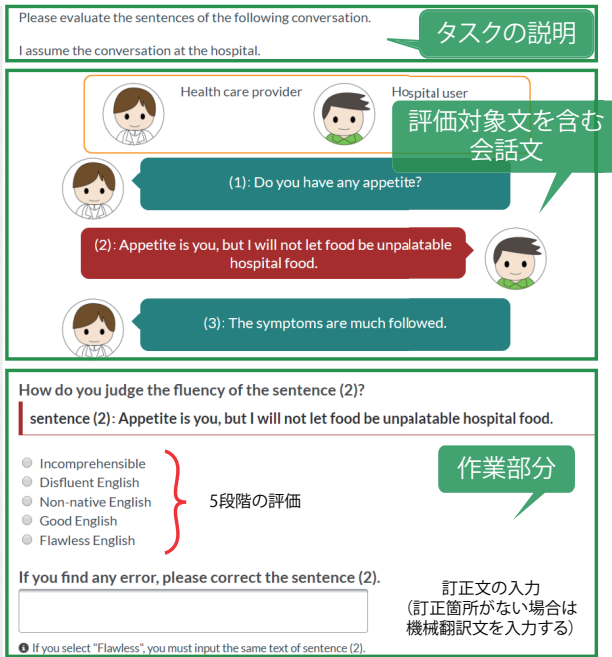 Please evaluate the sentences of the following conversation.
I assume the conversation at the hospital.
タスクの説明
Health care provider
Hospital user
評価対象文を含む
会話文
(1): Do you have any appetite?
(2): Appetite is you, but I will not let food be unpalatable
hospital food.
(3): The symptoms are much followed.
How do you judge the fluency of the sentence (2)?
sentence (2): Appetite is you, but I will not let food be unpalatable hospital food.
作業部分
Incomprehensible
Disfluent English
Non-native English
Good English
Flawless English
5段階の評価
If you find any error, please correct the sentence (2).
訂正文の入力
(訂正箇所がない場合は
機械翻訳文を入力する)
If you select "Flawless", you must input the same text of sentence (2).